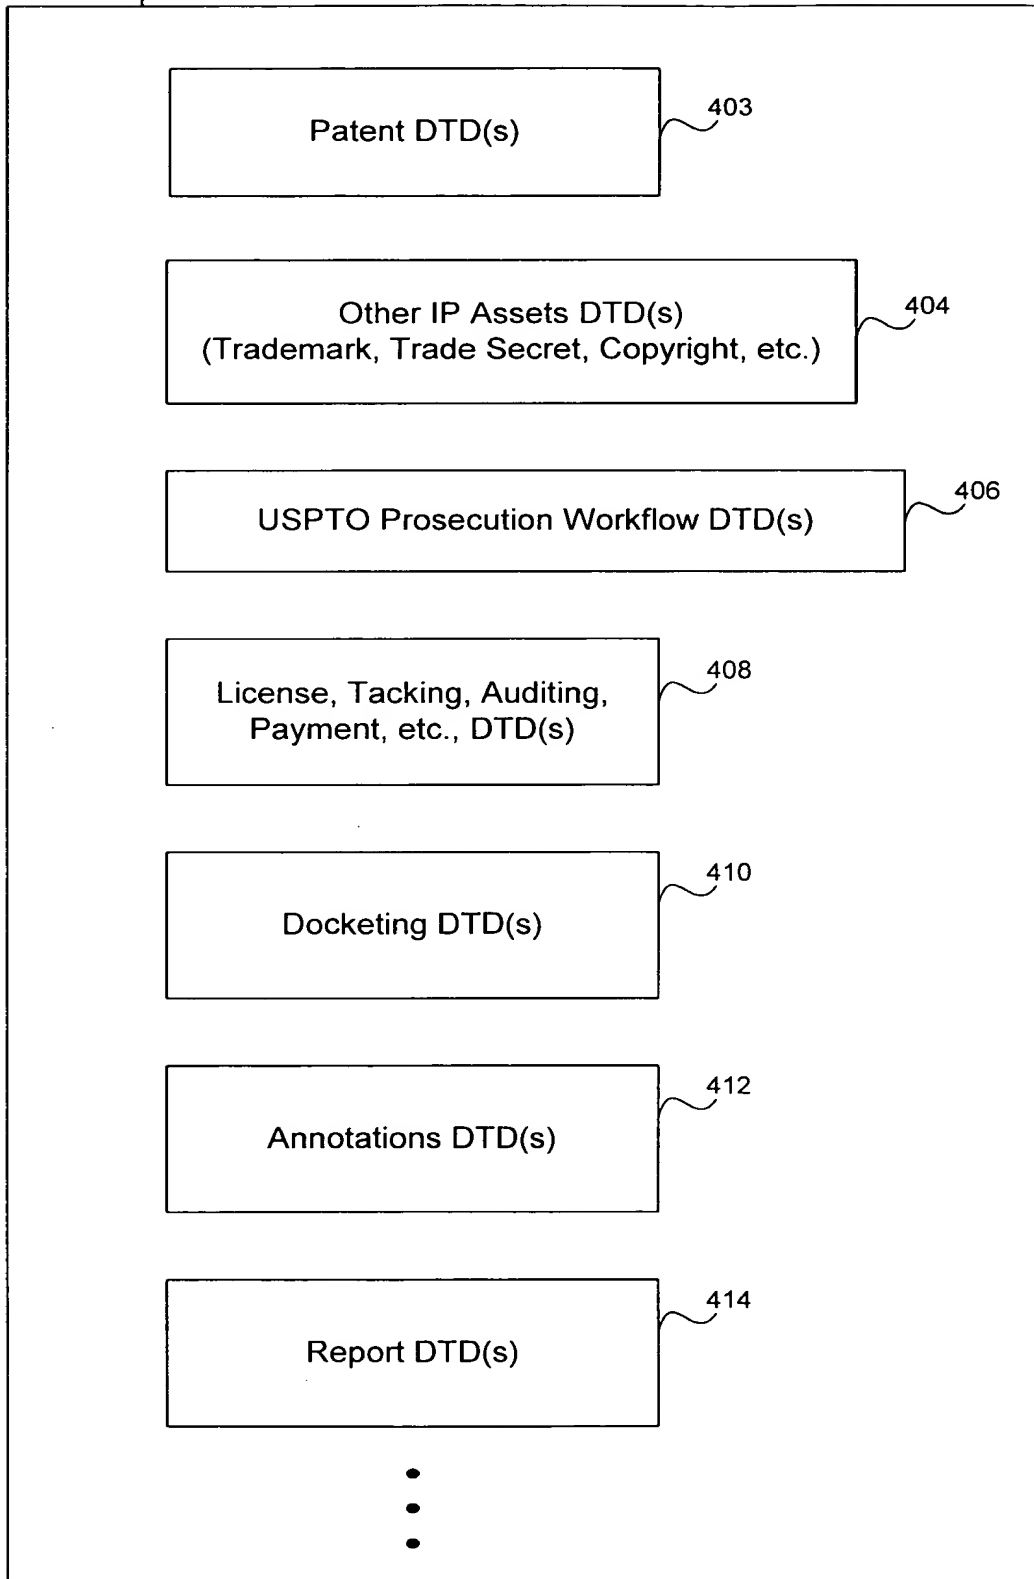 Patent DTD(s)
403
Other IP Assets DTD(s)
(Trademark, Trade Secret, Copyright, etc.)
404
USPTO Prosecution Workflow DTD(s)
406
License, Tacking, Auditing,
Payment, etc., DTD(s)
408
Docketing DTD(s)
410
Annotations DTD(s)
412
Report DTD(s)
414